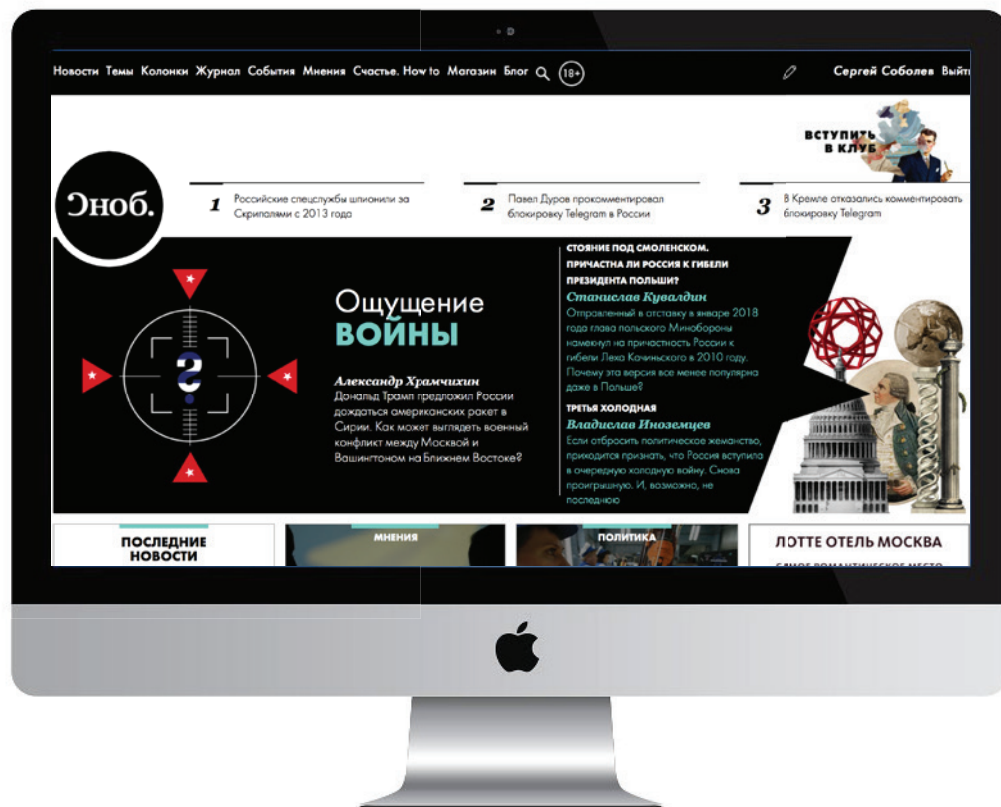 Новости Темы Колонки Журнал События Мнения Счастье. How to Магазин Блог 18+ Сергей Соболев Выйти
ВСТУПИТЬ
В КЛУБ
Сноб.
1 Российские спецслужбы шпионили за
Скрипалями с 2013 года
2 Павел Дуров прокомментировал
блокировку Telegram в России
3 В Кремле отказались комментировать
блокировку Telegram
Ощущение
ВОЙНЫ
Александр Храмчихин
Дональд Трамп предложил России
дождаться американских ракет в
Сирии. Как может выглядеть военный
конфликт между Москвой и
Вашингтоном на Ближнем Востоке?
СТОЯНИЕ ПОД СМОЛЕНСКОМ.
ПРИЧАСТНА ЛИ РОССИЯ К ГИБЕЛИ
ПРЕЗИДЕНТА ПОЛЬШИ?
Станислав Кувалдин
Отправленный в отставку в январе 2018
года глава польского Минобороны
намекнул на причастность России к
гибели Леха Качиньского в 2010 году.
Почему эта версия все менее популярна
даже в Польше?
ТРЕТЬЯ ХОЛОДНАЯ
Владислав Иноземцев
Если отбросить политическое жеманство,
приходится признать, что Россия вступила
в очередную холодную войну. Снова
проигрышную. И, возможно, не
последнюю
ПОСЛЕДНИЕ
НОВОСТИ
МНЕНИЯ
ПОЛИТИКА
ЛОТТЕ ОТЕЛЬ МОСКВА
САМОЕ РОМАНТИЧЕСКОЕ МЕСТО